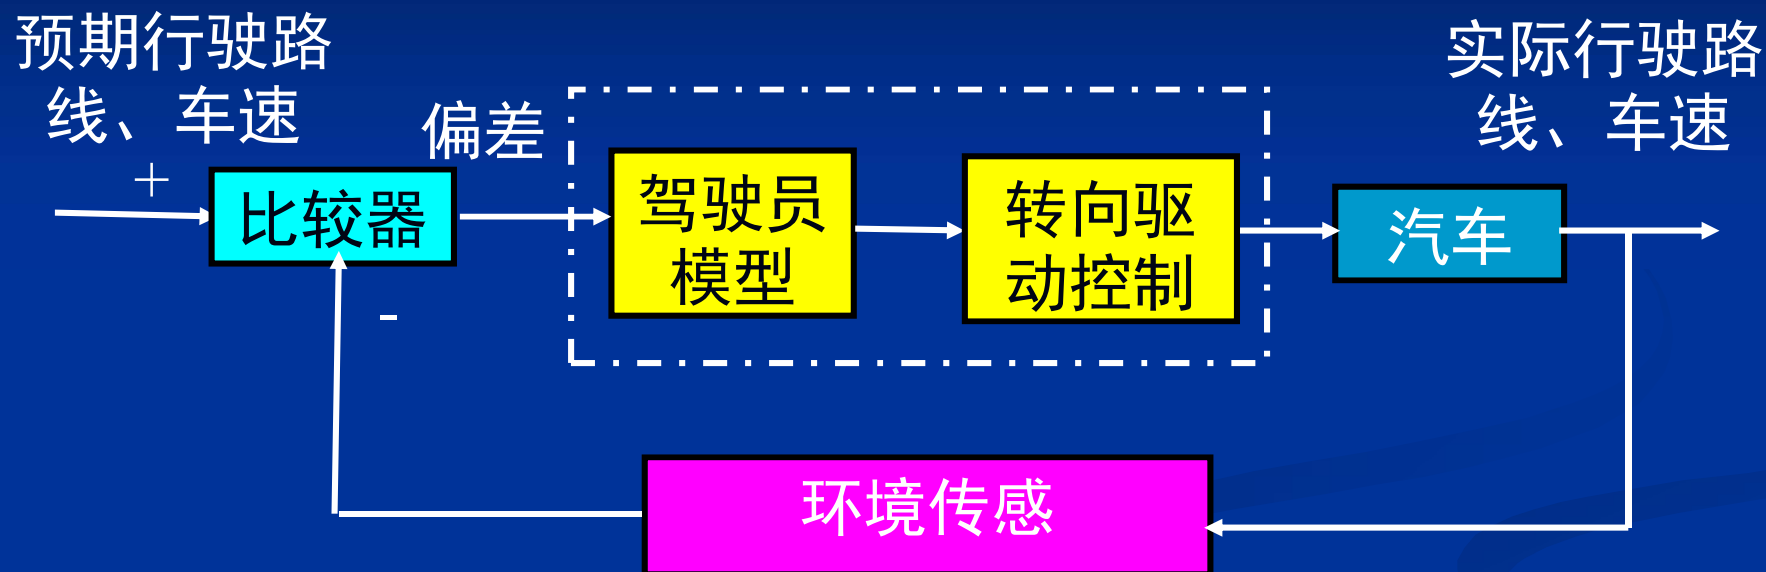 预期行驶路
线、车速
实际行驶路
线、车速
偏差
+
比较器
驾驶员
模型
转向驱
动控制
汽车
-
环境传感